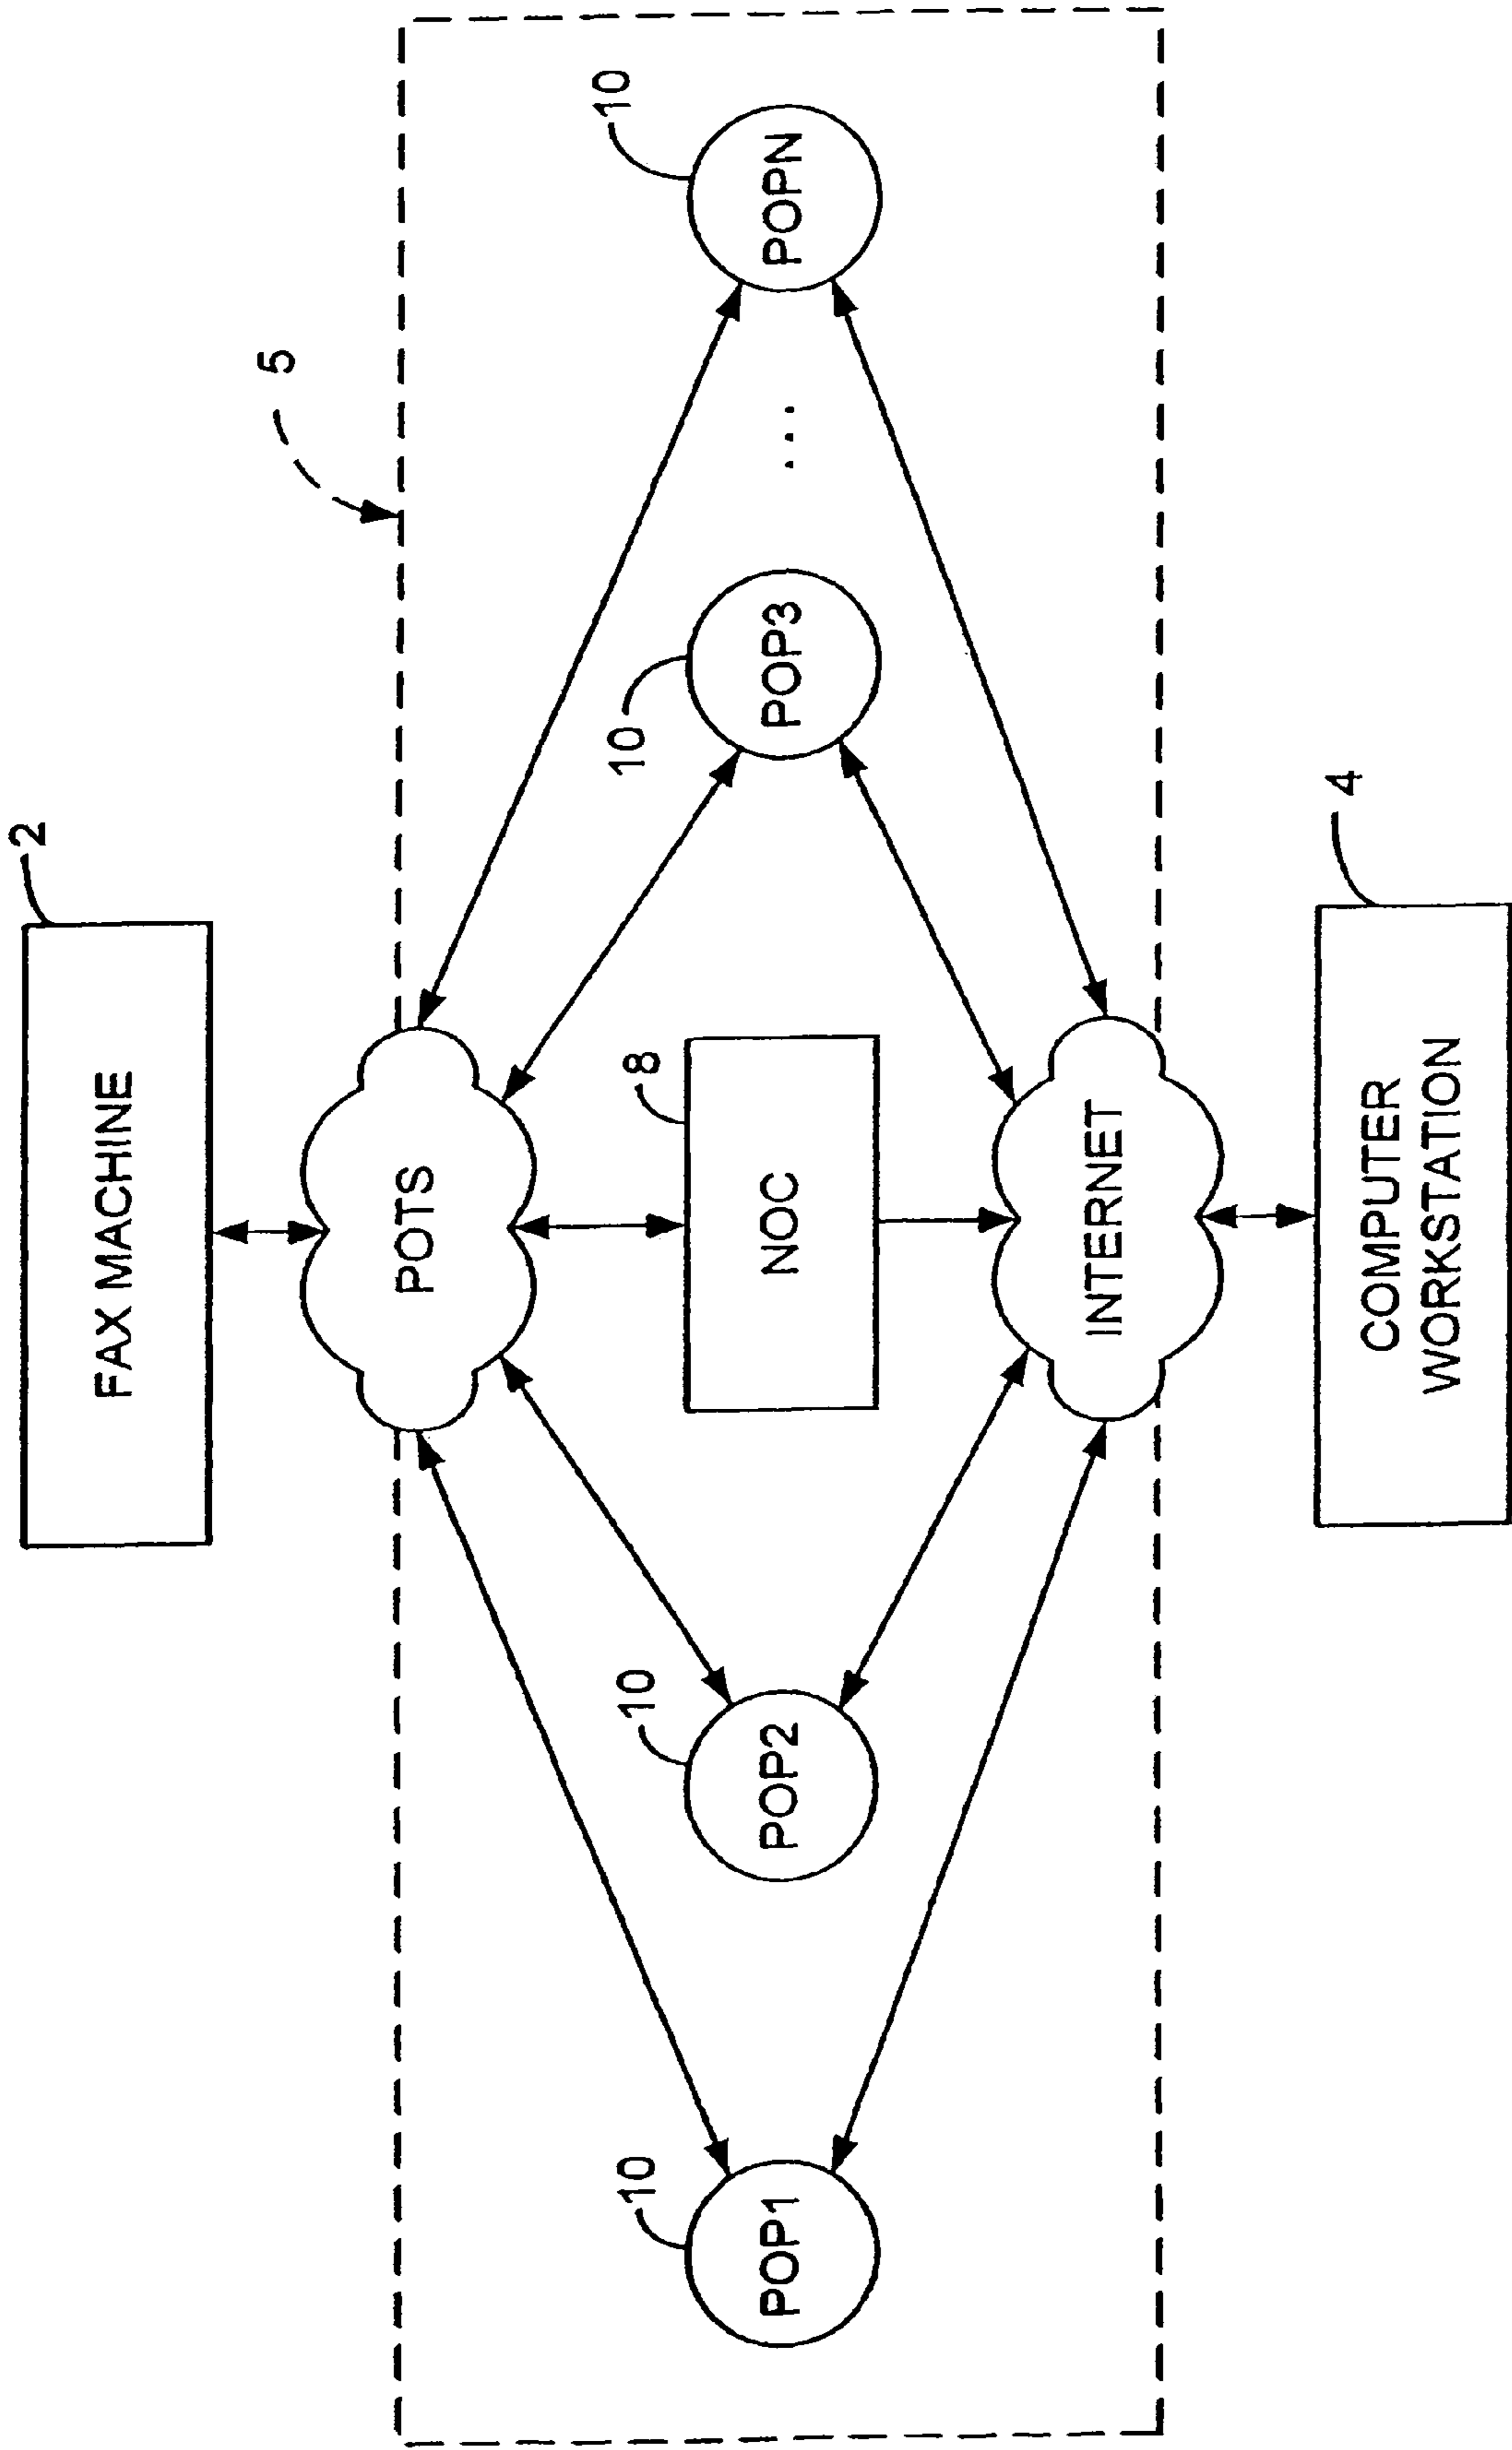 2
FAX MACHINE
5
POTS
10
10
10
10
8
POP1
POP2
NOC
POP3
. . .
POPN
INTERNET
4
COMPUTER
WORKSTATION